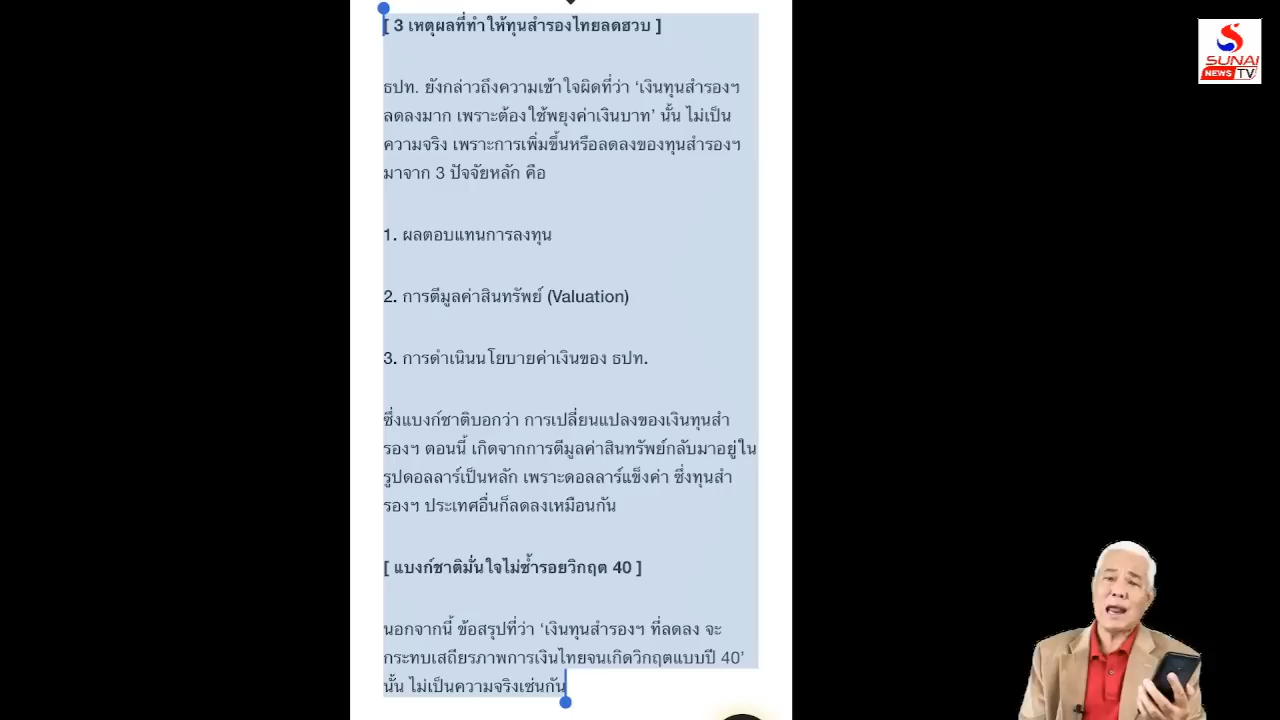 [ 3 เหตุผลที่ทำให้ทุนสำรองไทยลดฮวบ ]
ธปท. ยังกล่าวถึงความเข้าใจผิดที่ว่า ‘เงินทุนสำรองฯ
ลดลงมาก เพราะต้องใช้พยุงค่าเงินบาท’ นั้น ไม่เป็น
ความจริง เพราะการเพิ่มขึ้นหรือลดลงของทุนสำรองฯ
มาจาก 3 ปัจจัยหลัก คือ
1. ผลตอบแทนการลงทุน
2. การตีมูลค่าสินทรัพย์ (Valuation)
3. การดำเนินนโยบายค่าเงินของ ธปท.
ซึ่งแบงก์ชาติบอกว่า การเปลี่ยนแปลงของเงินทุนสำ
รองฯ ตอนนี้ เกิดจากการตีมูลค่าสินทรัพย์กลับมาอยู่ใน
รูปดอลลาร์เป็นหลัก เพราะดอลลาร์แข็งค่า ซึ่งทุนสำ
รองฯ ประเทศอื่นก็ลดลงเหมือนกัน
[ แบงก์ชาติมั่นใจไม่ซ้ำรอยวิกฤต 40 ]
นอกจากนี้ ข้อสรุปที่ว่า ‘เงินทุนสำรองฯ ที่ลดลง จะ
กระทบเสถียรภาพการเงินไทยจนเกิดวิกฤตแบบปี 40’
นั้น ไม่เป็นความจริงเช่นกัน
SUNAI
NEWS TV